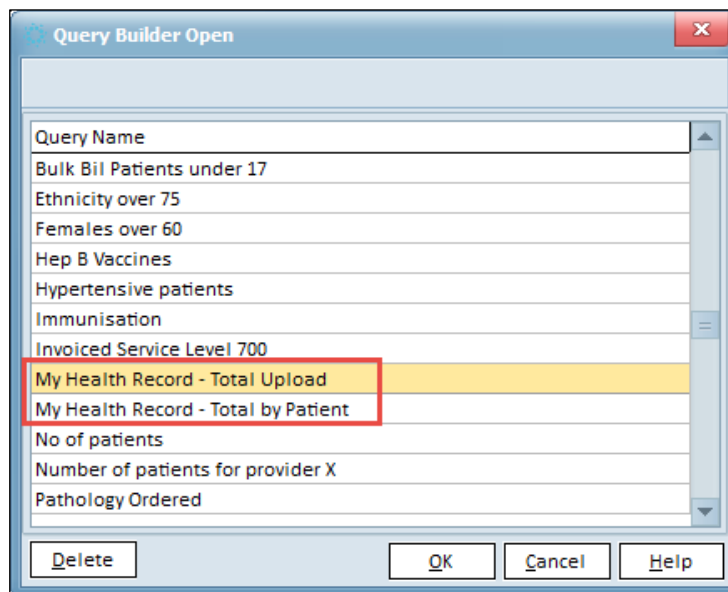 Query Builder Open
Query Name
Bulk Bil Patients under 17
Ethnicity over 75
Females over 60
Hep B Vaccines
Hypertensive patients
Immunisation
Invoiced Service Level 700
My Health Record - Total Upload
My Health Record - Total by Patient
No of patients
Number of patients for provider X
Pathology Ordered
Delete OK Cancel Help